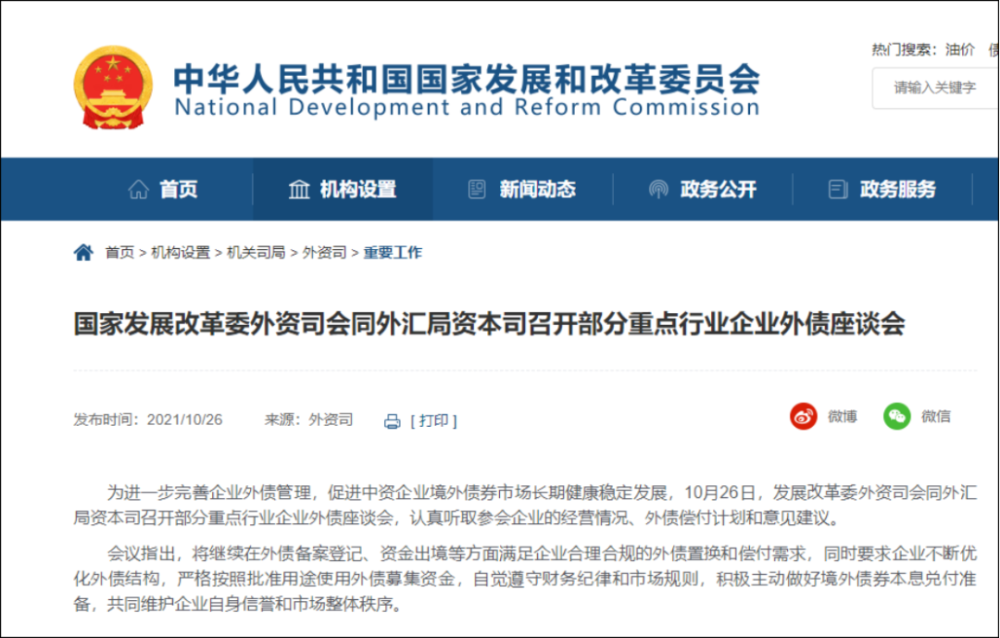 热门搜索：油价
中华人民共和国国家发展和改革委员会
National Development and Reform Commission
请输入关键字
首页 机构设置 新闻动态 政务公开 政务服务
首页 > 机构设置 > 机关司局 > 外资司 > 重要工作
国家发展改革委外资司会同外汇局资本司召开部分重点行业企业外债座谈会
发布时间：2021/10/26 来源：外资司 [ 打印 ] 微博 微信
为进一步完善企业外债管理，促进中资企业境外债券市场长期健康稳定发展，10月26日，发展改革委外资司会同外汇
局资本司召开部分重点行业企业外债座谈会，认真听取参会企业的经营情况、外债偿付计划和意见建议。
会议指出，将继续在外债备案登记、资金出境等方面满足企业合理合规的外债置换和偿付需求，同时要求企业不断优
化外债结构，严格按照批准用途使用外债募集资金，自觉遵守财务纪律和市场规则，积极主动做好境外债券本息兑付准
备，共同维护企业自身信誉和市场整体秩序。